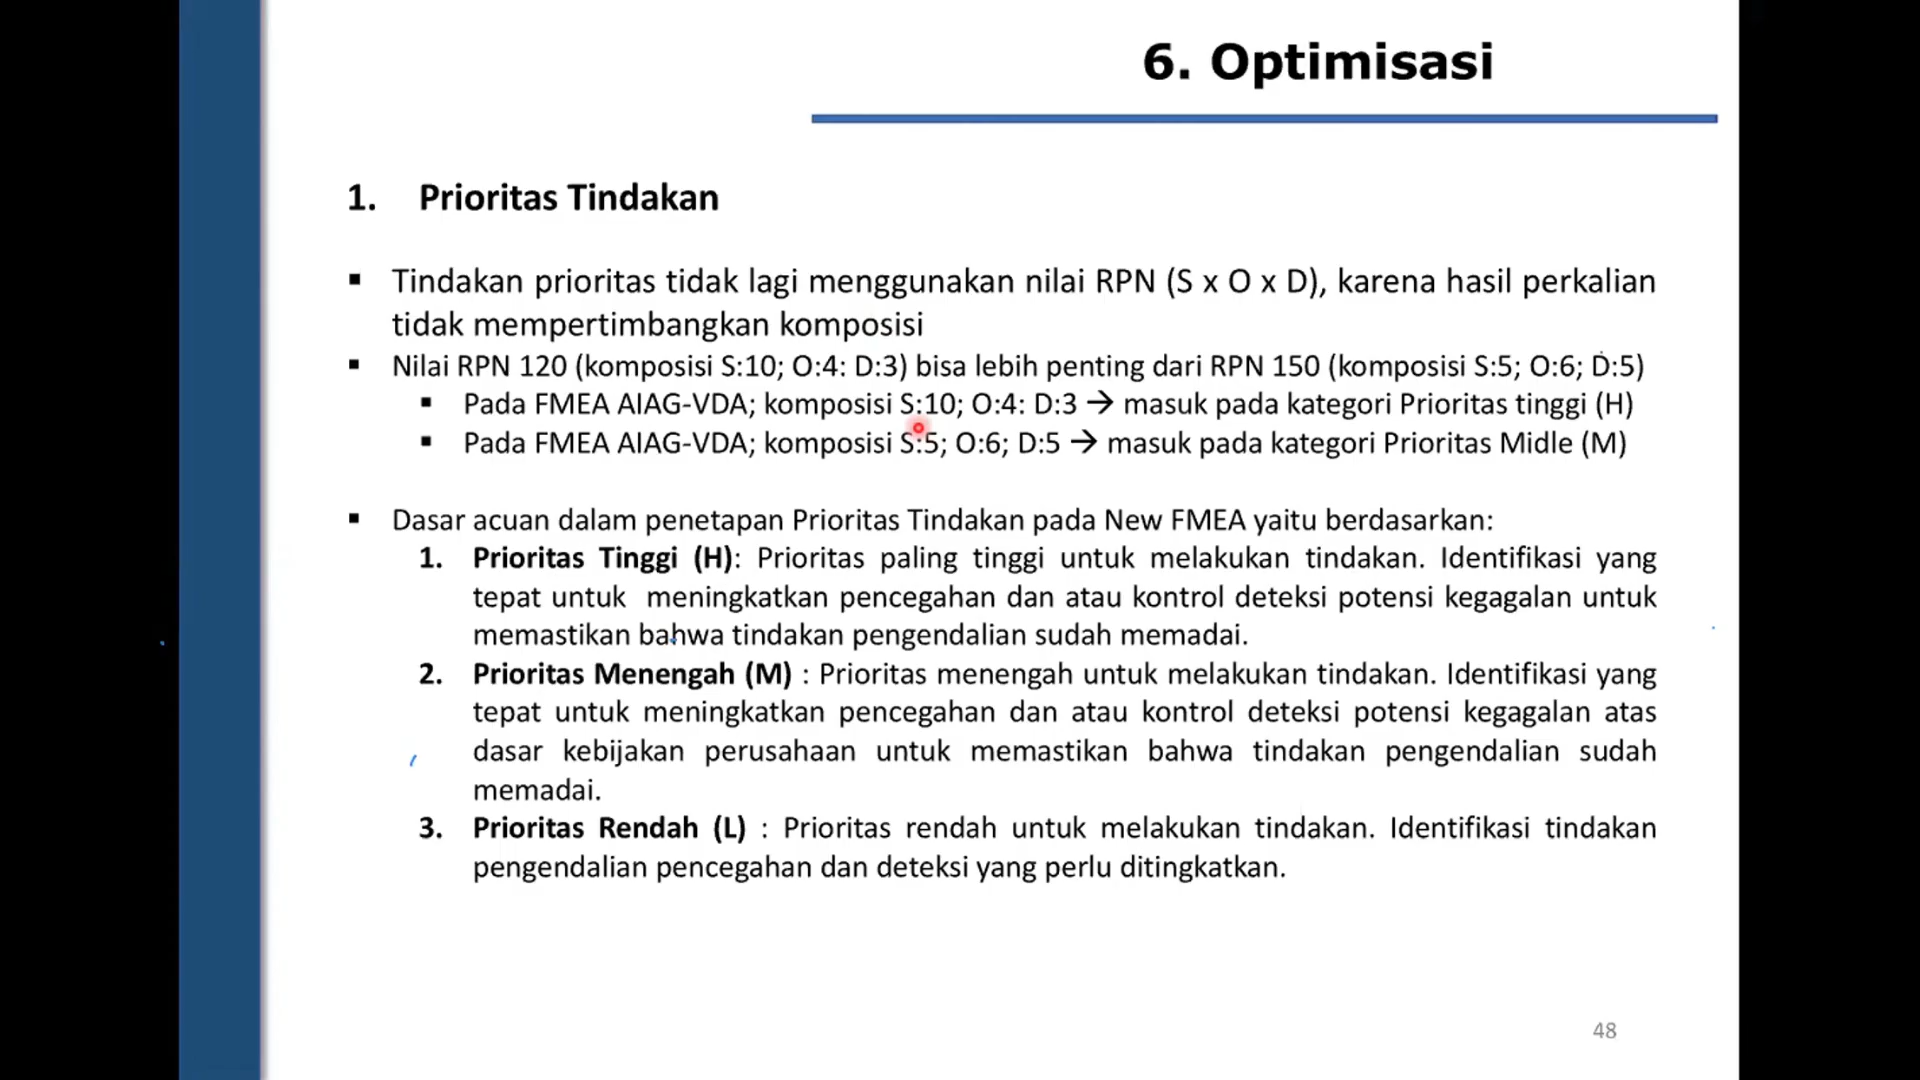 6. Optimisasi
1. Prioritas Tindakan
▪ Tindakan prioritas tidak lagi menggunakan nilai RPN (S x O x D), karena hasil perkalian
tidak mempertimbangkan komposisi
▪ Nilai RPN 120 (komposisi S:10; O:4: D:3) bisa lebih penting dari RPN 150 (komposisi S:5; O:6; D:5)
▪ Pada FMEA AIAG-VDA; komposisi S:10; O:4: D:3 → masuk pada kategori Prioritas tinggi (H)
▪ Pada FMEA AIAG-VDA; komposisi S:5; O:6; D:5 → masuk pada kategori Prioritas Midle (M)
▪ Dasar acuan dalam penetapan Prioritas Tindakan pada New FMEA yaitu berdasarkan:
1. Prioritas Tinggi (H): Prioritas paling tinggi untuk melakukan tindakan. Identifikasi yang
tepat untuk meningkatkan pencegahan dan atau kontrol deteksi potensi kegagalan untuk
memastikan bahwa tindakan pengendalian sudah memadai.
2. Prioritas Menengah (M) : Prioritas menengah untuk melakukan tindakan. Identifikasi yang
tepat untuk meningkatkan pencegahan dan atau kontrol deteksi potensi kegagalan atas
dasar kebijakan perusahaan untuk memastikan bahwa tindakan pengendalian sudah
memadai.
3. Prioritas Rendah (L) : Prioritas rendah untuk melakukan tindakan. Identifikasi tindakan
pengendalian pencegahan dan deteksi yang perlu ditingkatkan.
48